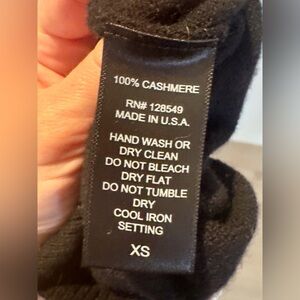 100% CASHMERE
RN# 128549
MADE IN U.S.A.
HAND WASH OR
DRY CLEAN
DO NOT BLEACH
DRY FLAT
DO NOT TUMBLE
DRY
COOL IRON
SETTING
XS